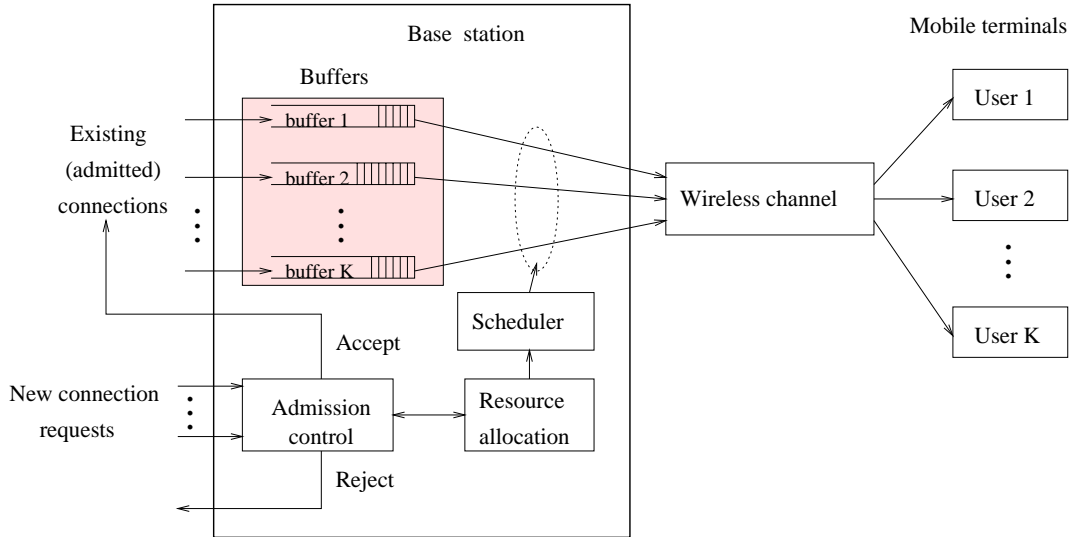 Base station
Mobile terminals
Buffers
buffer 1
buffer 2
buffer K
Existing
(admitted)
connections
Wireless channel
User 1
User 2
User K
Scheduler
Accept
New connection
requests
Admission
control
Resource
allocation
Reject